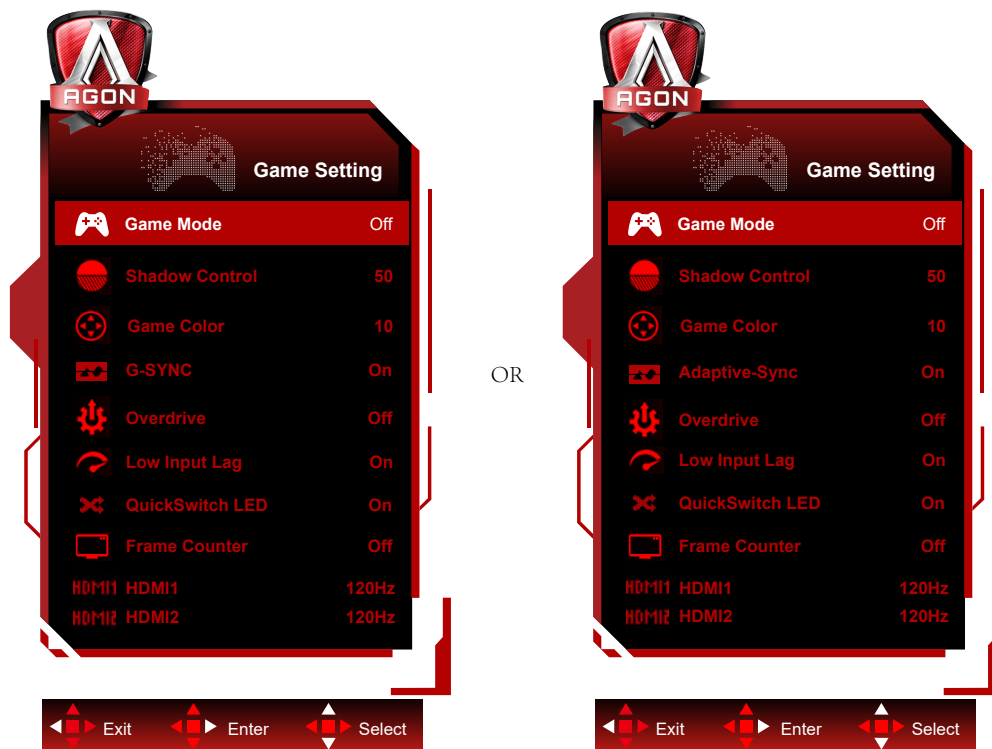 AGON
Game Setting
Game Mode Off
Shadow Control 50
Game Color 10
G-SYNC On
Overdrive Off
Low Input Lag On
QuickSwitch LED On
Frame Counter Off
HDMI1 HDMI1 120Hz
HDMI2 HDMI2 120Hz
Exit Enter Select
OR
AGON
Game Setting
Game Mode Off
Shadow Control 50
Game Color 10
Adaptive-Sync On
Overdrive Off
Low Input Lag On
QuickSwitch LED On
Frame Counter Off
HDMI1 HDMI1 120Hz
HDMI2 HDMI2 120Hz
Exit Enter Select